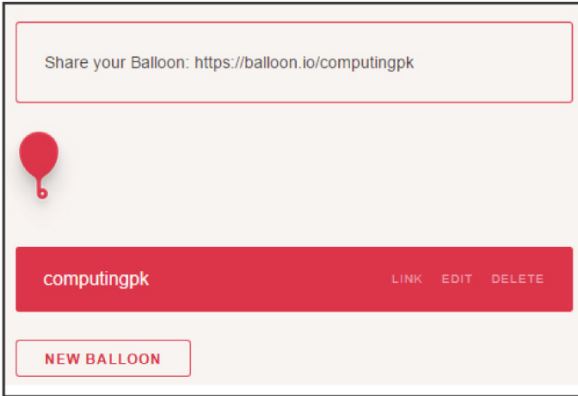 Share your Balloon: https://balloon.io/computingpk
computingpk LINK EDIT DELETE
NEW BALLOON